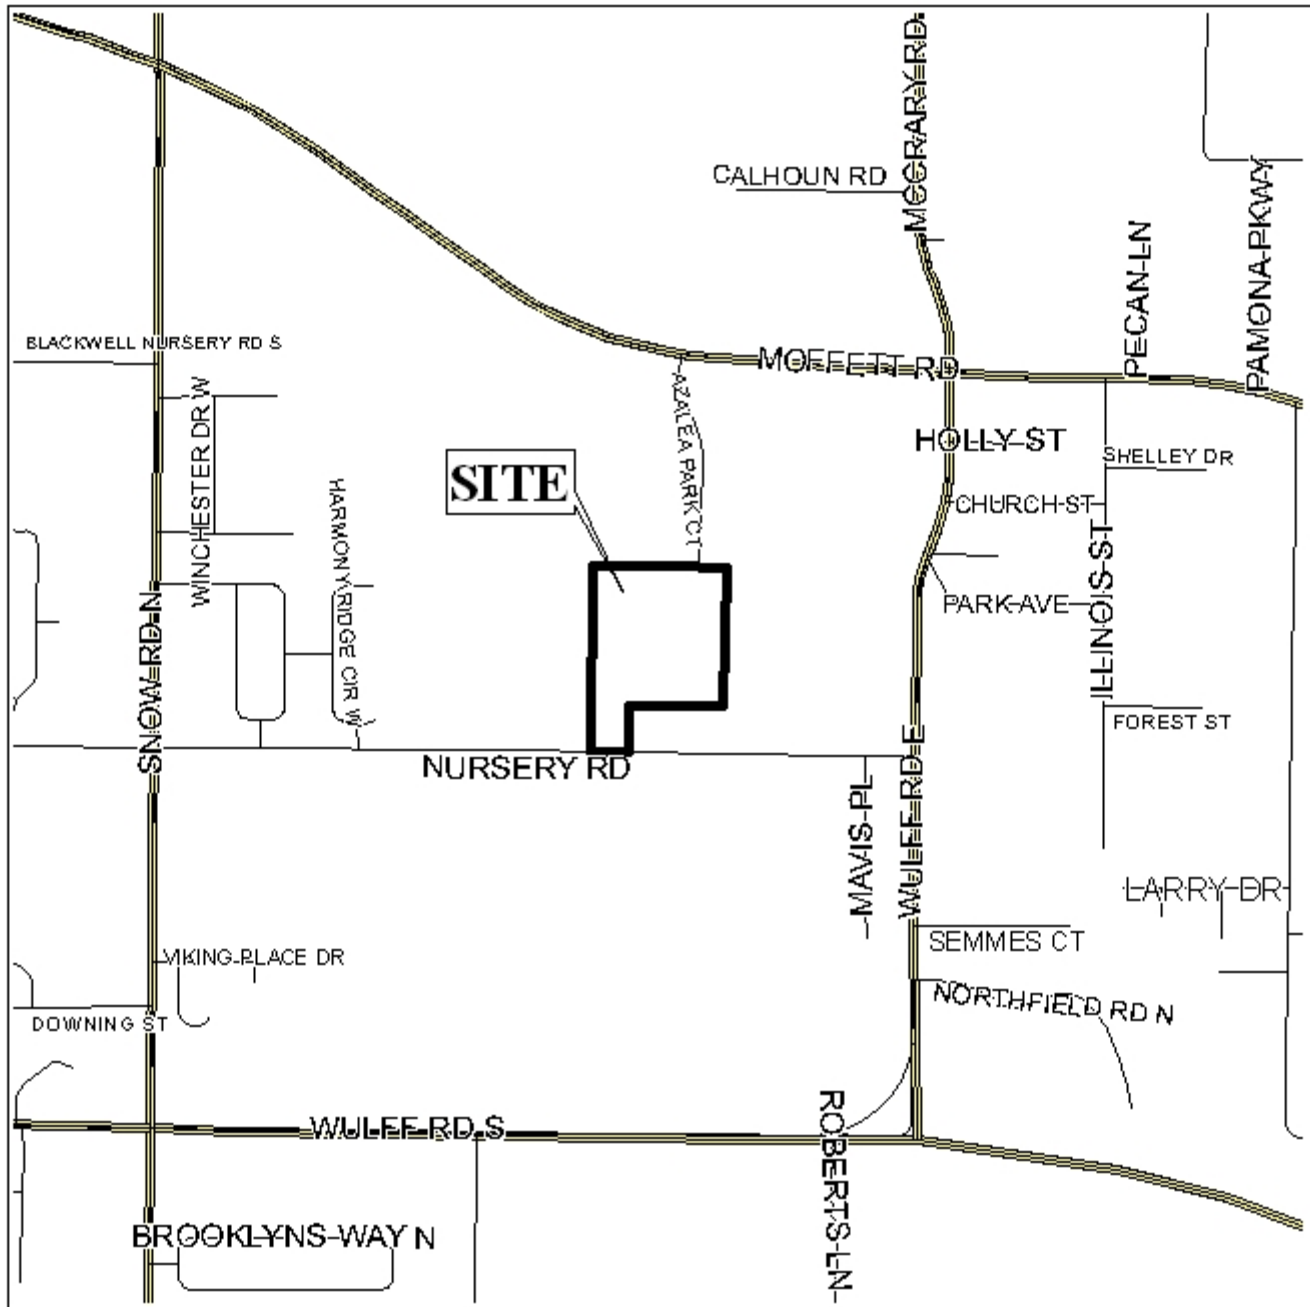 MCCRARY RD
CALHOUN RD
PAMONA PKWY
PECAN LN
BLACKWELL NURSERY RD S
MOFFETT RD
WINCHESTER DR W
AZALEA PARK CT
HOLLY ST
SHELLEY DR
SITE
HARMONY RIDGE CIR W
CHURCH ST
ILLINOIS ST
PARK AVE
SNOW RD N
FOREST ST
NURSERY RD
WULFF RD E
MAVIS PL
LARRY DR
SEMMES CT
VIKING PLACE DR
NORTHFIELD RD N
DOWNING ST
WULFF RD S
ROBERTS LN
BROOKLYNS WAY N